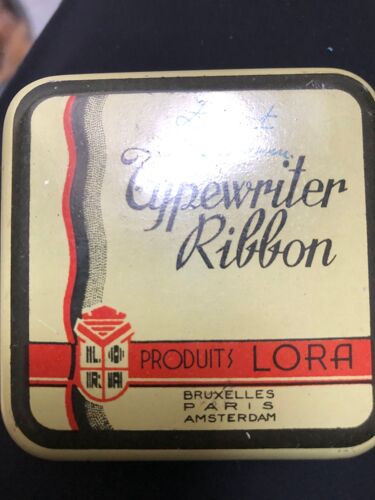 Typewriter
Ribbon
PRODUITS LORA
BRUXELLES
PARIS
AMSTERDAM